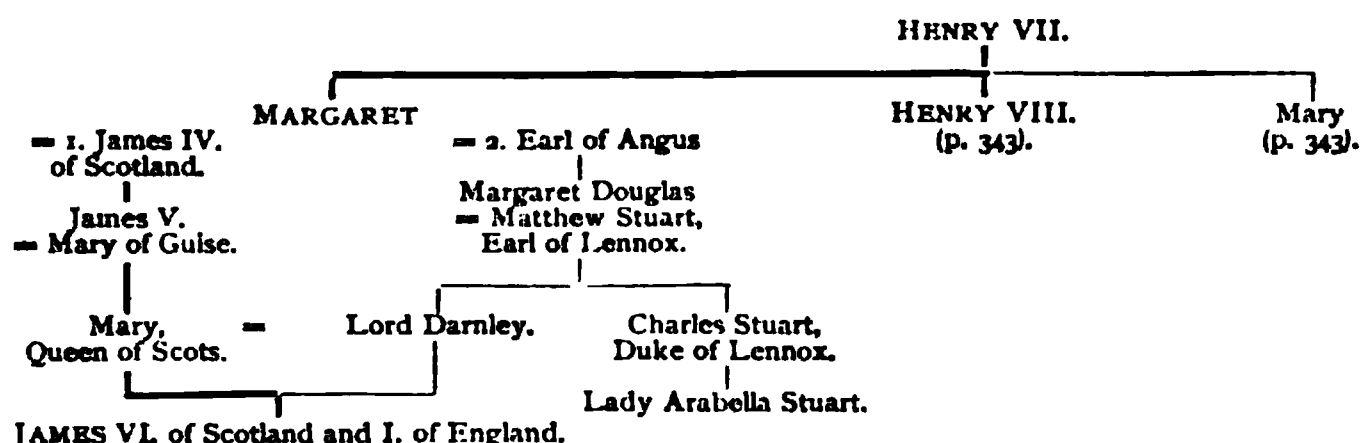 HENRY VII.
MARGARET
HENRY VIII.
(p. 343).
Mary
(p. 343).
= 1. James IV.
of Scotland.
= 2. Earl of Angus
James V.
= Mary of Guise.
Margaret Douglas
= Matthew Stuart,
Earl of Lennox.
Mary,
Queen of Scots.
=
Lord Darnley.
Charles Stuart,
Duke of Lennox.
Lady Arabella Stuart.
JAMES VI. of Scotland and I. of England.